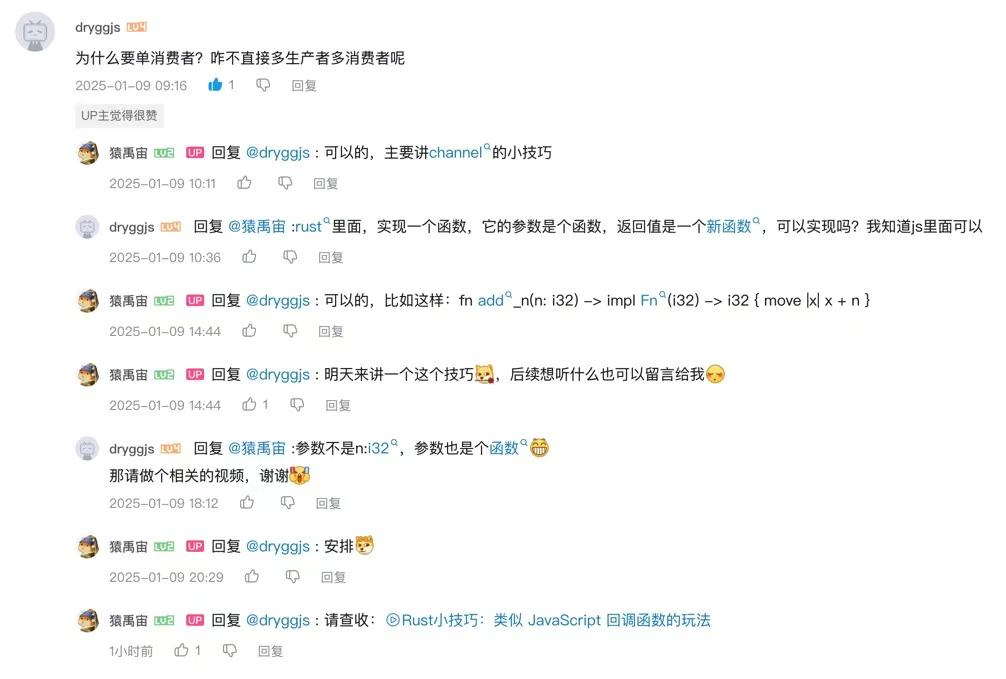 dryggjs LV4
为什么要单消费者？咋不直接多生产者多消费者呢
2025-01-09 09:16 1 回复
UP主觉得很赞
猿禹宙 LV2 UP 回复 @dryggjs : 可以的，主要讲channel的小技巧
2025-01-09 10:11 回复
dryggjs LV4 回复 @猿禹宙 :rust里面，实现一个函数，它的参数是个函数，返回值是一个新函数，可以实现吗？我知道js里面可以
2025-01-09 10:36 回复
猿禹宙 LV2 UP 回复 @dryggjs : 可以的，比如这样：fn add_n(n: i32) -> impl Fn(i32) -> i32 { move |x| x + n }
2025-01-09 14:44 回复
猿禹宙 LV2 UP 回复 @dryggjs : 明天来讲一个这个技巧，后续想听什么也可以留言给我
2025-01-09 14:44 1 回复
dryggjs LV4 回复 @猿禹宙 :参数不是n:i32，参数也是个函数
那请做个相关的视频，谢谢
2025-01-09 18:12 回复
猿禹宙 LV2 UP 回复 @dryggjs : 安排
2025-01-09 20:29 回复
猿禹宙 LV2 UP 回复 @dryggjs : 请查收： Rust小技巧：类似 JavaScript 回调函数的玩法
1小时前 1 回复